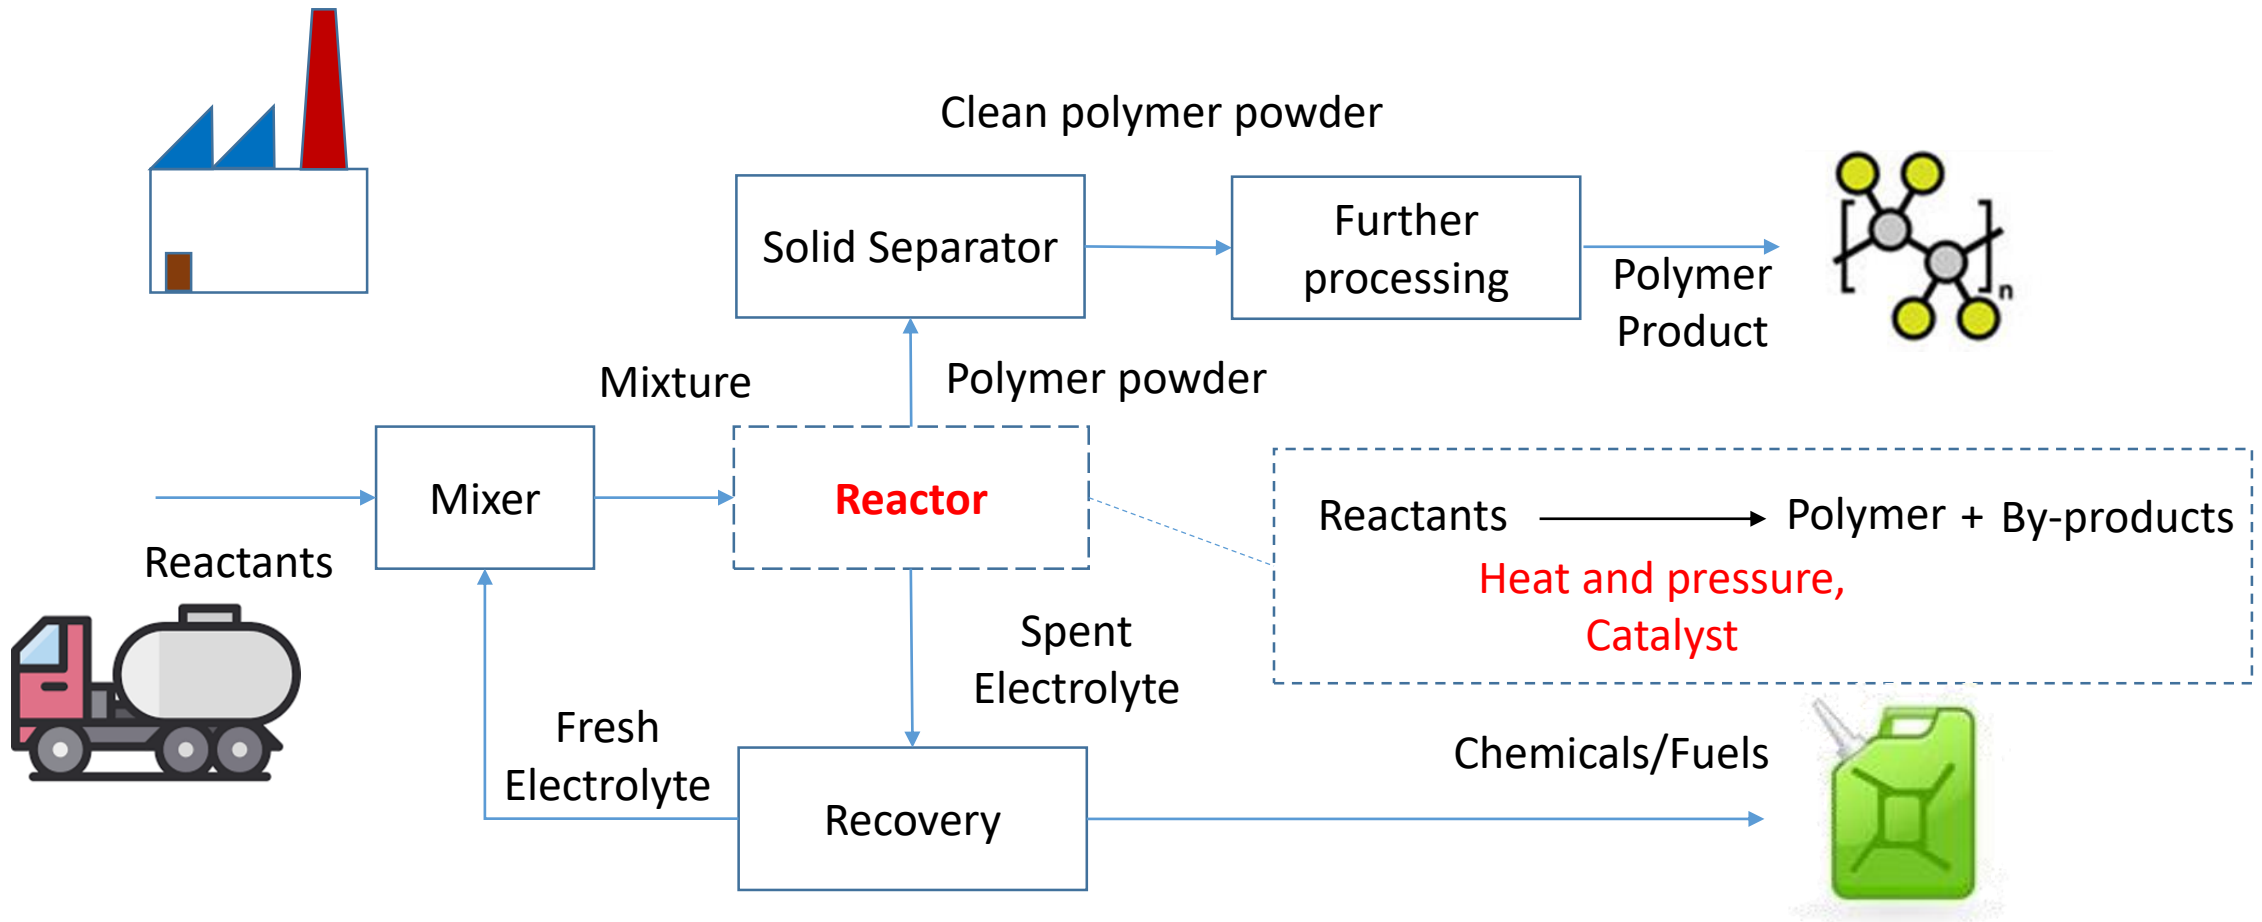 Clean polymer powder
Solid Separator
Further
processing
Polymer
Product
n
Mixture
Polymer powder
Mixer
Reactor
Reactants
Reactants
Polymer + By-products
Heat and pressure,
Catalyst
Spent
Electrolyte
Fresh
Electrolyte
Recovery
Chemicals/Fuels